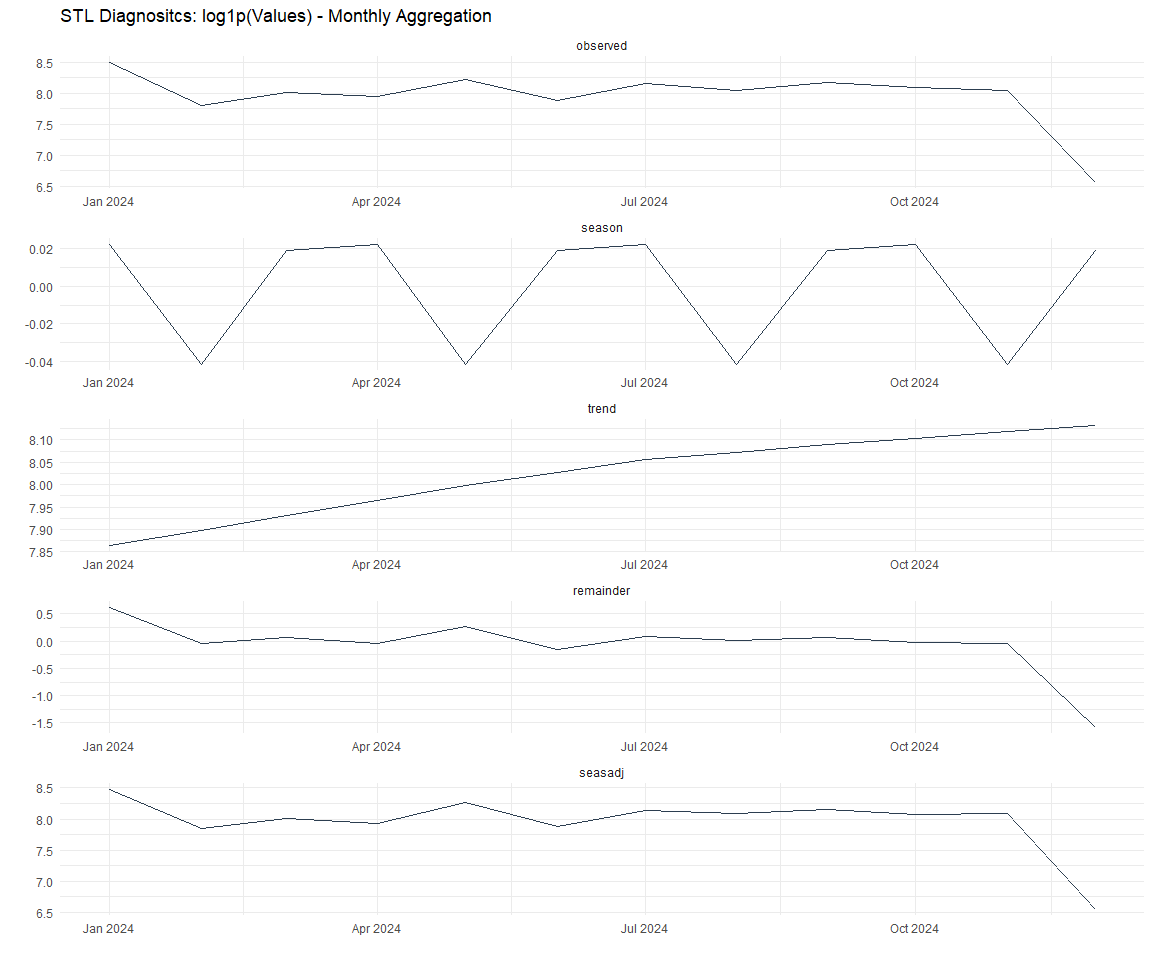 STL Diagnositcs: log1p(Values) - Monthly Aggregation
observed
8.5
8.0
7.5
7.0
6.5
Jan 2024 Apr 2024 Jul 2024 Oct 2024
season
0.02
0.00
-0.02
-0.04
Jan 2024 Apr 2024 Jul 2024 Oct 2024
trend
8.10
8.05
8.00
7.95
7.90
7.85
Jan 2024 Apr 2024 Jul 2024 Oct 2024
remainder
0.5
0.0
-0.5
-1.0
-1.5
Jan 2024 Apr 2024 Jul 2024 Oct 2024
seasadj
8.5
8.0
7.5
7.0
6.5
Jan 2024 Apr 2024 Jul 2024 Oct 2024